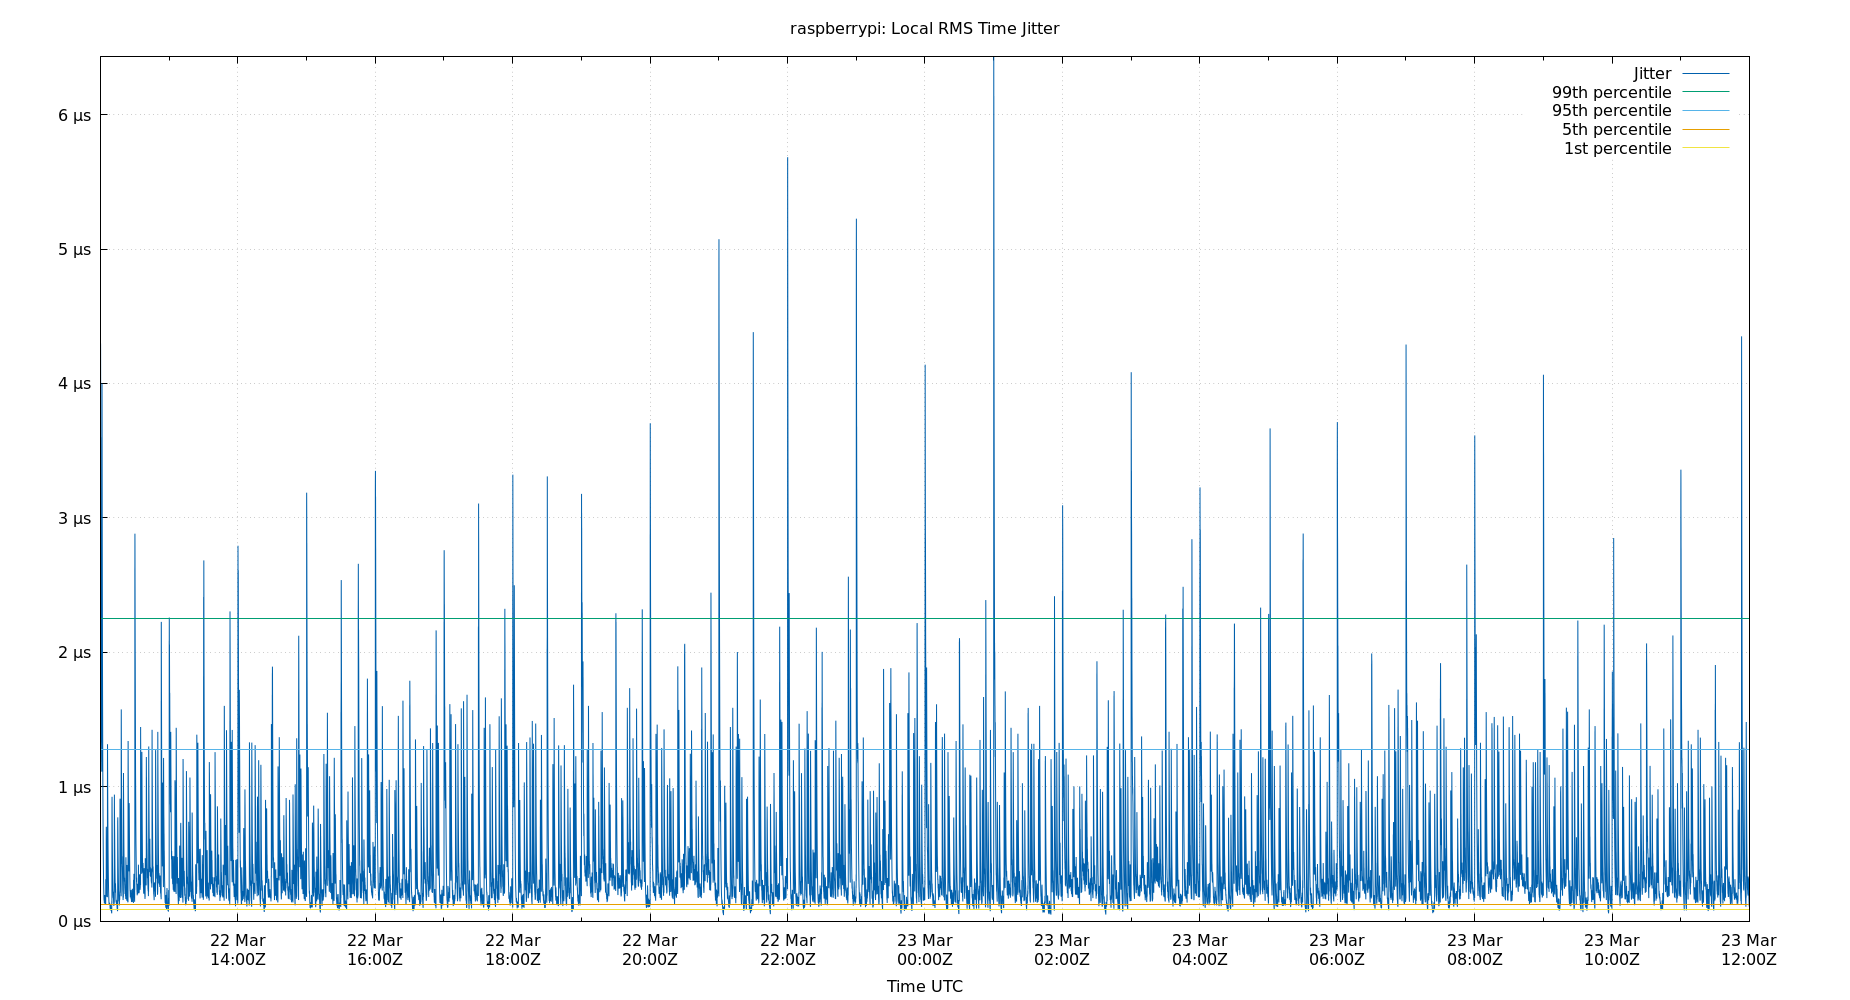 raspberrypi: Local RMS Time Jitter
Jitter
99th percentile
95th percentile
5th percentile
1st percentile
6 µs
5 µs
4 µs
3 µs
2 µs
1 µs
0 µs
22 Mar 22 Mar 22 Mar 22 Mar 22 Mar 23 Mar 23 Mar 23 Mar 23 Mar 23 Mar 23 Mar 23 Mar
14:00Z 16:00Z 18:00Z 20:00Z 22:00Z 00:00Z 02:00Z 04:00Z 06:00Z 08:00Z 10:00Z 12:00Z
Time UTC